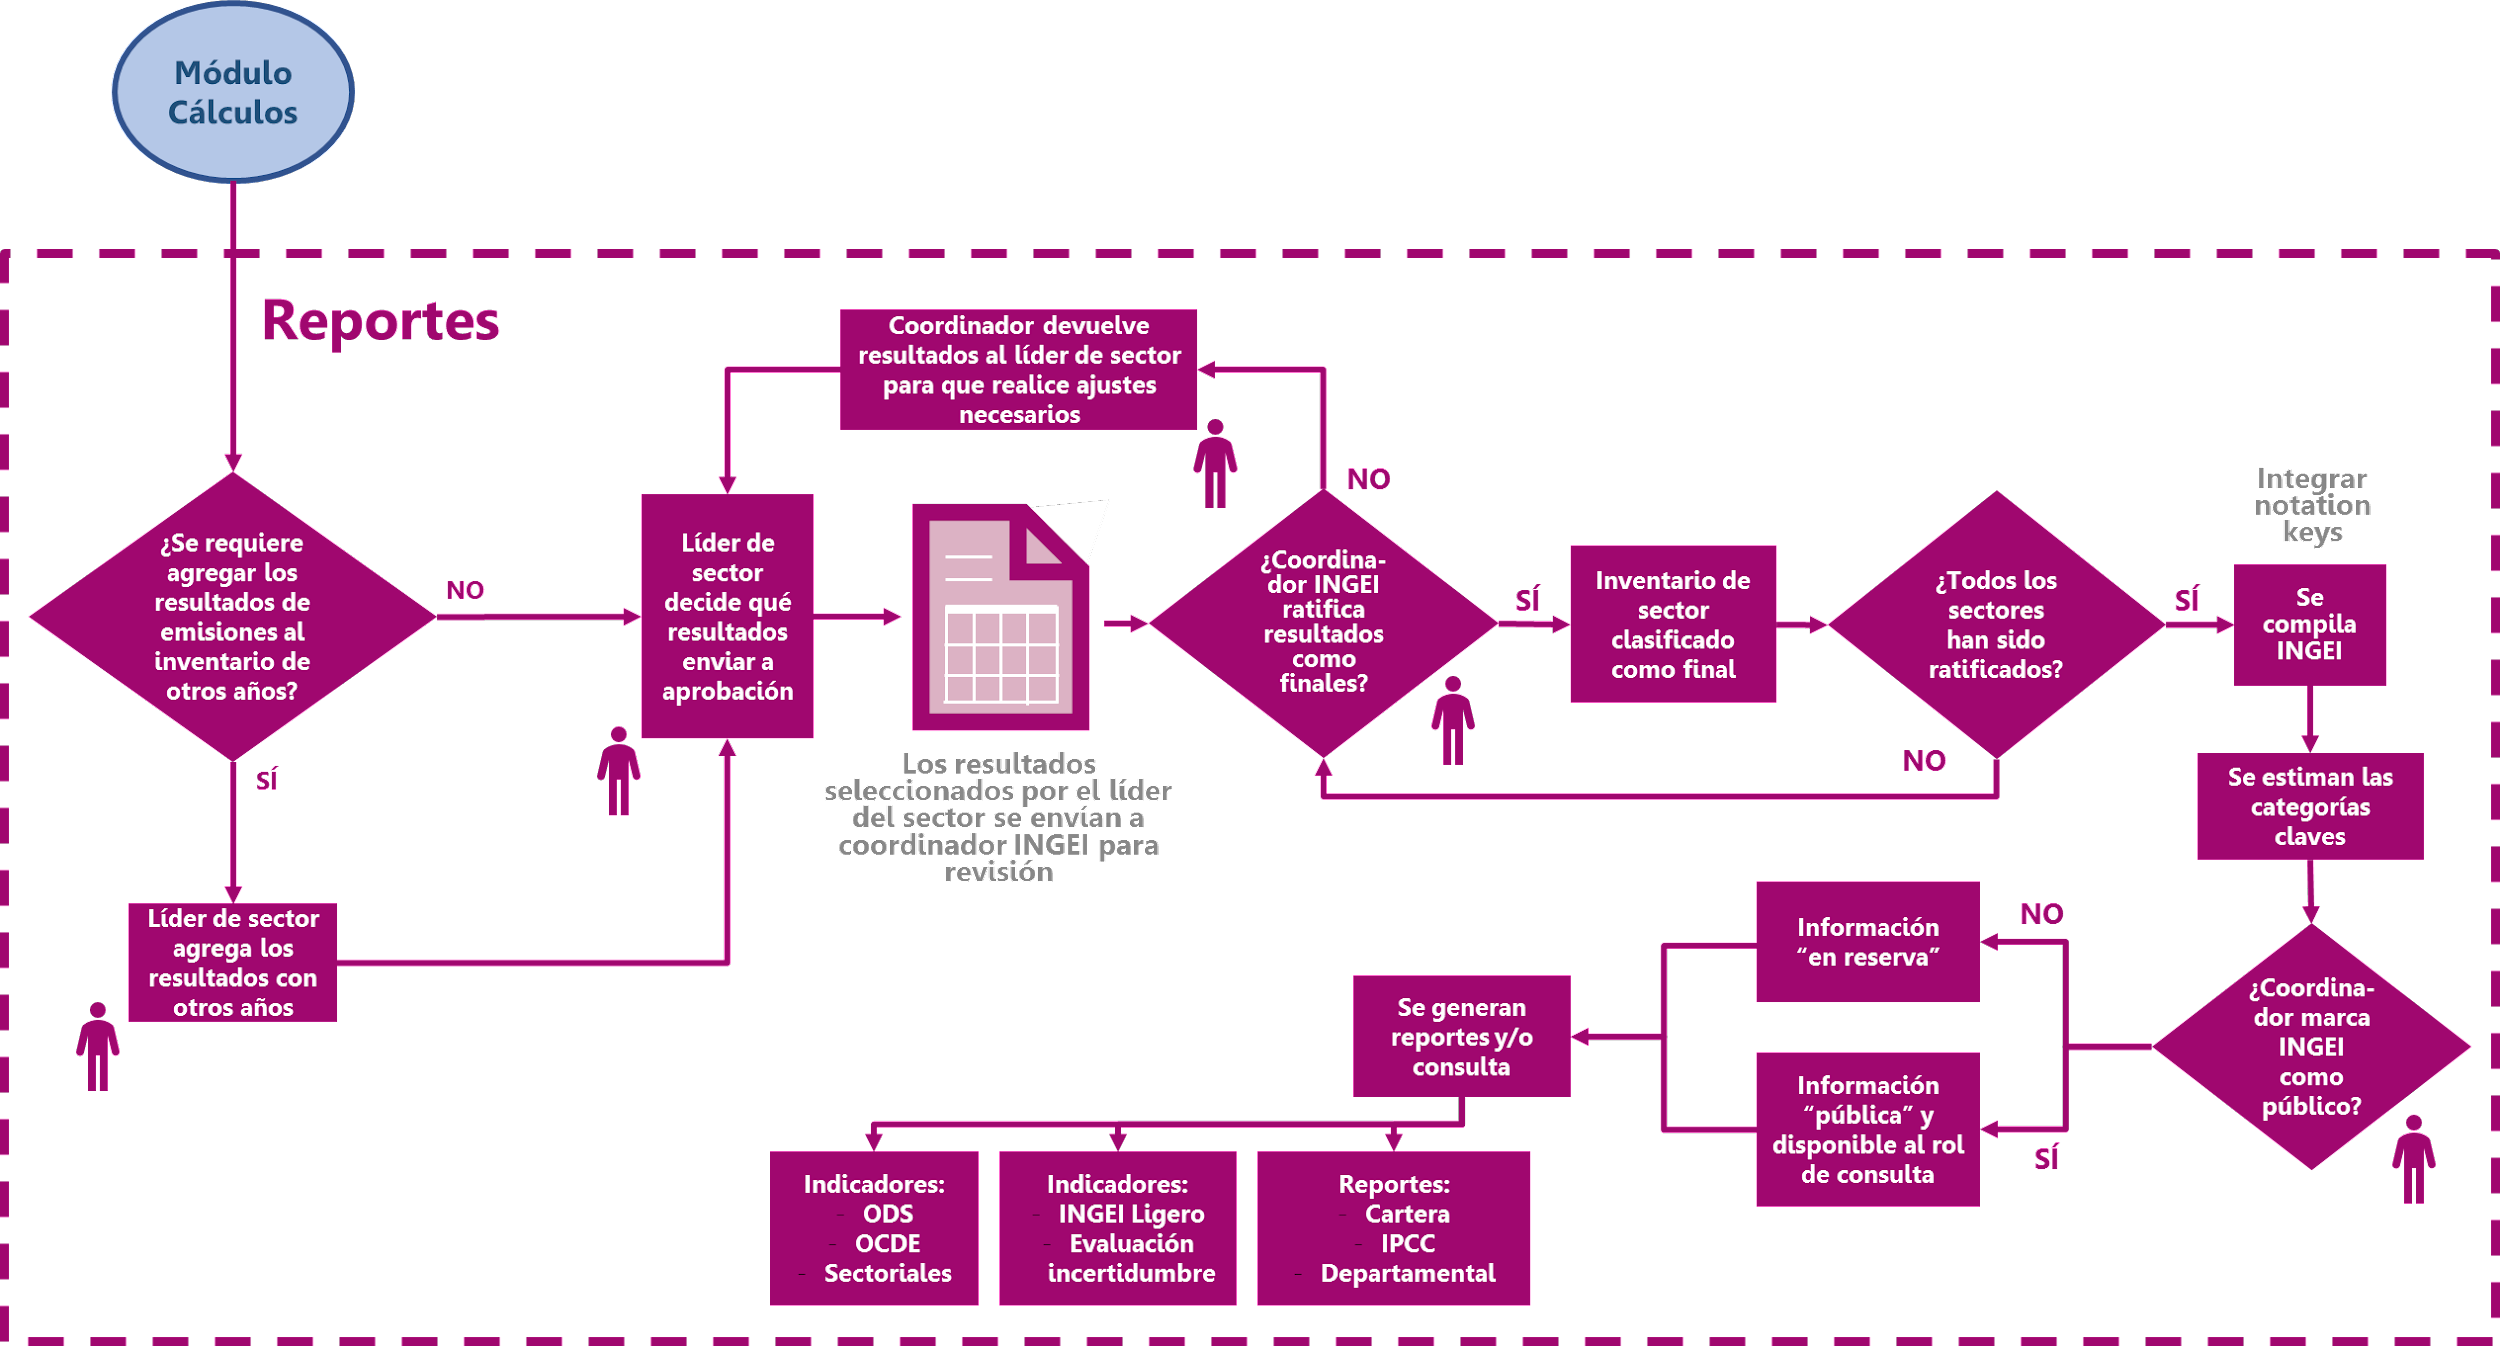 Módulo
Cálculos
Reportes
Coordinador devuelve
resultados al líder de sector
para que realice ajustes
necesarios
¿Se requiere
agregar los
resultados de
emisiones al
inventario de
otros años?
NO
SÍ
Líder de sector
agrega los
resultados con
otros años
Líder de
sector
decide qué
resultados
enviar a
aprobación
Los resultados
seleccionados por el líder
del sector se envían a
coordinador INGEI para
revisión
¿Coordina-
dor INGEI
ratifica
resultados
como
finales?
NO
SÍ
Inventario de
sector
clasificado
como final
¿Todos los
sectores
han sido
ratificados?
NO
SÍ
Integrar
notation
keys
Se
compila
INGEI
Se estiman las
categorías
claves
¿Coordina-
dor marca
INGEI
como
público?
NO
SÍ
Información
“en reserva”
Información
“pública” y
disponible al rol
de consulta
Se generan
reportes y/o
consulta
Indicadores:
- ODS
- OCDE
- Sectoriales
Indicadores:
- INGEI Ligero
- Evaluación
incertidumbre
Reportes:
- Cartera
- IPCC
- Departamental